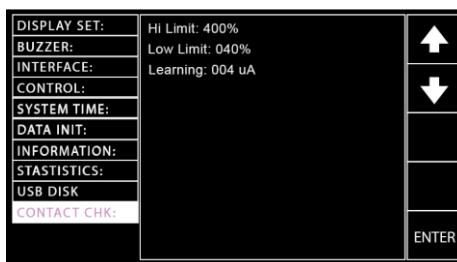 DISPLAY SET:
BUZZER:
INTERFACE:
CONTROL:
SYSTEM TIME:
DATA INIT:
INFORMATION:
STASTISTICS:
USB DISK
CONTACT CHK:
Hi Limit: 400%
Low Limit: 040%
Learning: 004 uA
ENTER